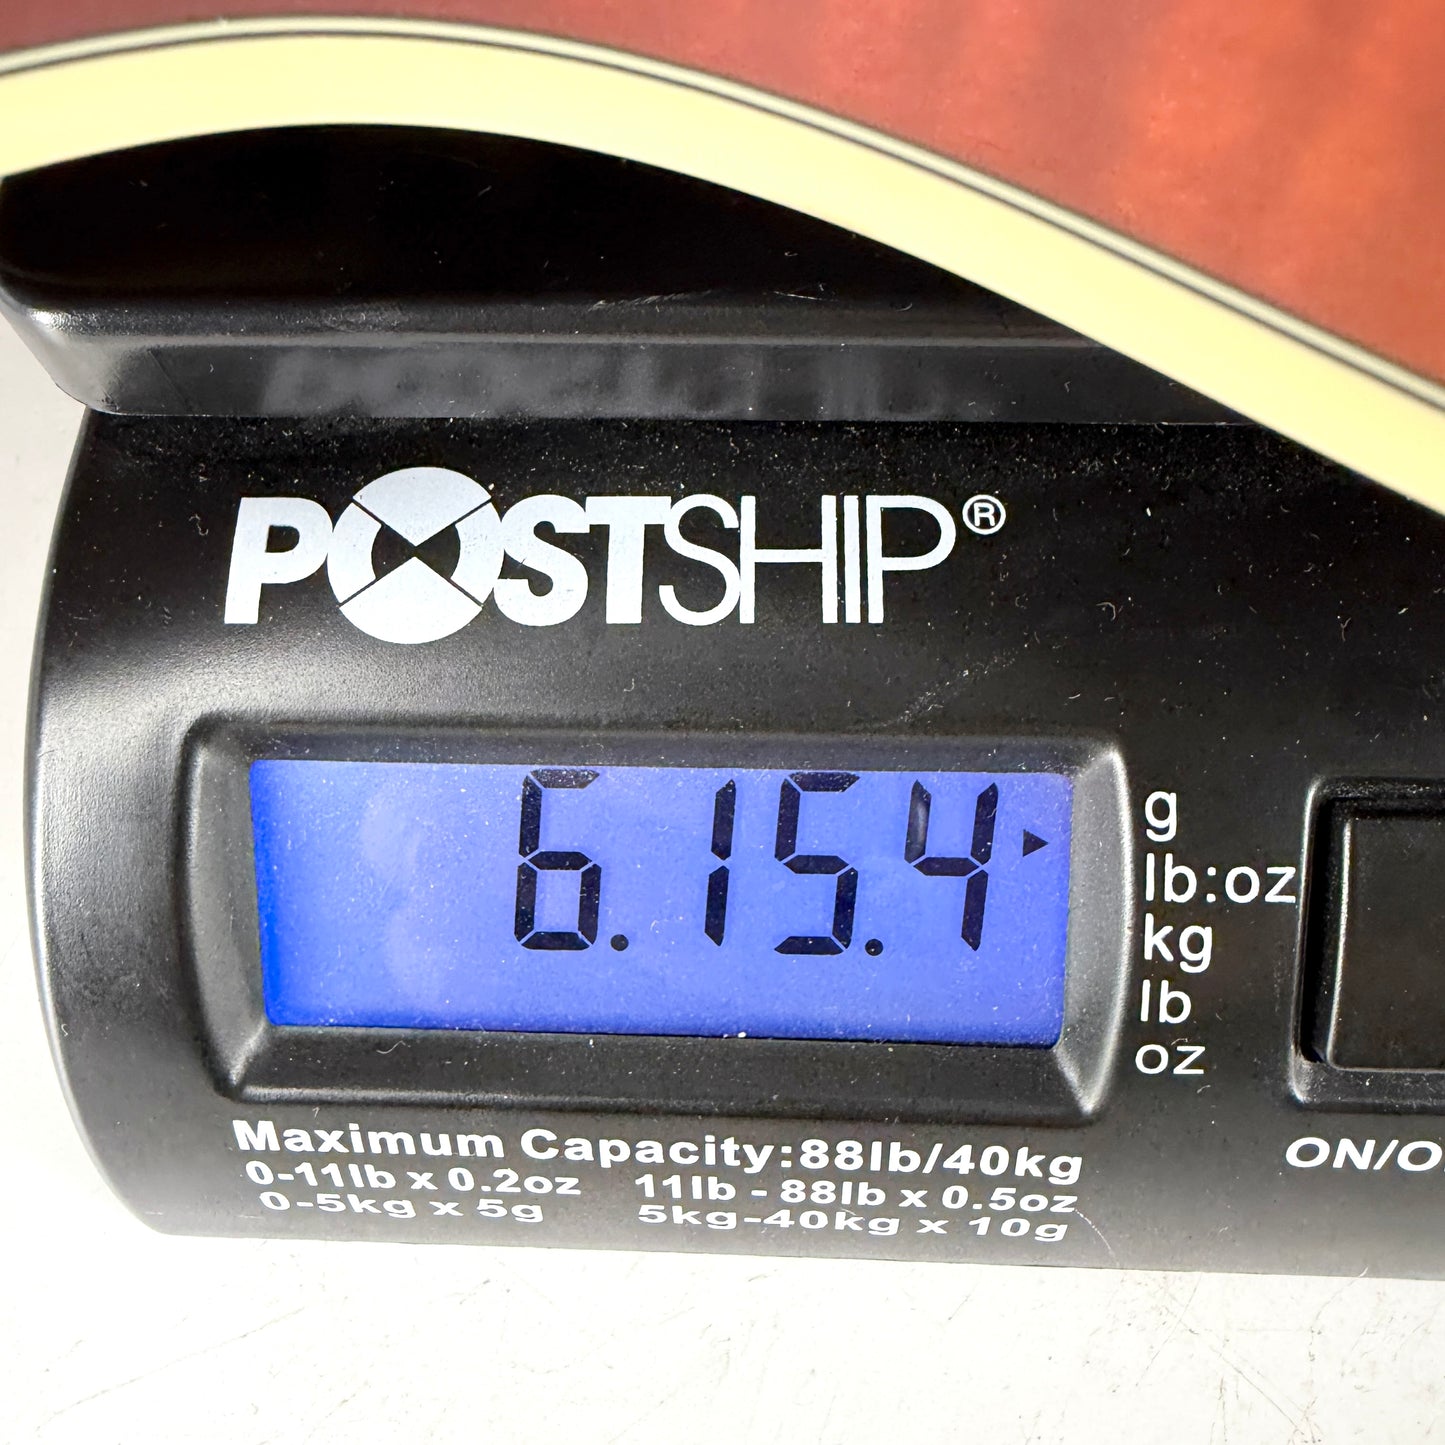 POSTSHIP®
6.15.4
g
lb:oz
kg
lb
oz
Maximum Capacity:88lb/40kg
0-11lb x 0.2oz 11lb - 88lb x 0.5oz
0-5kg x 5g 5kg-40kg x 10g
ON/O